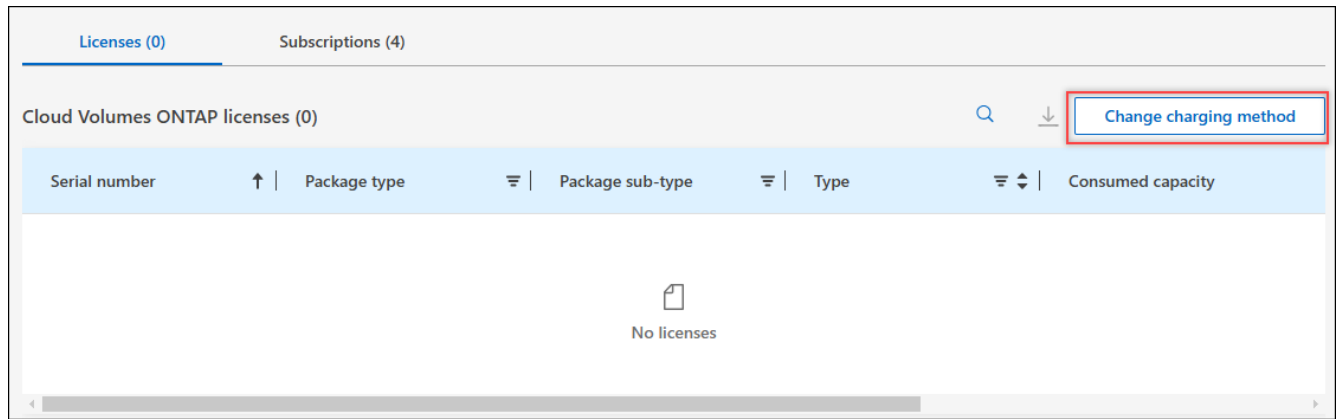 Licenses (0) Subscriptions (4)
Cloud Volumes ONTAP licenses (0) Change charging method
Serial number Package type Package sub-type Type Consumed capacity
No licenses